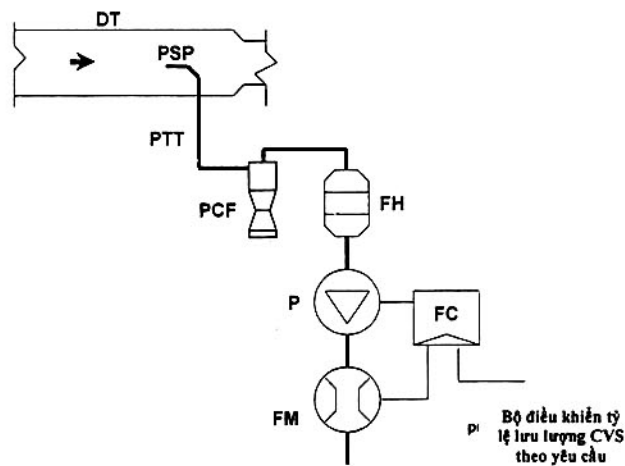 DT
PSP
PTT
PCF
FH
P
FC
FM
Bộ điều khiển tỷ
lệ lưu lượng CVS
theo yêu cầu